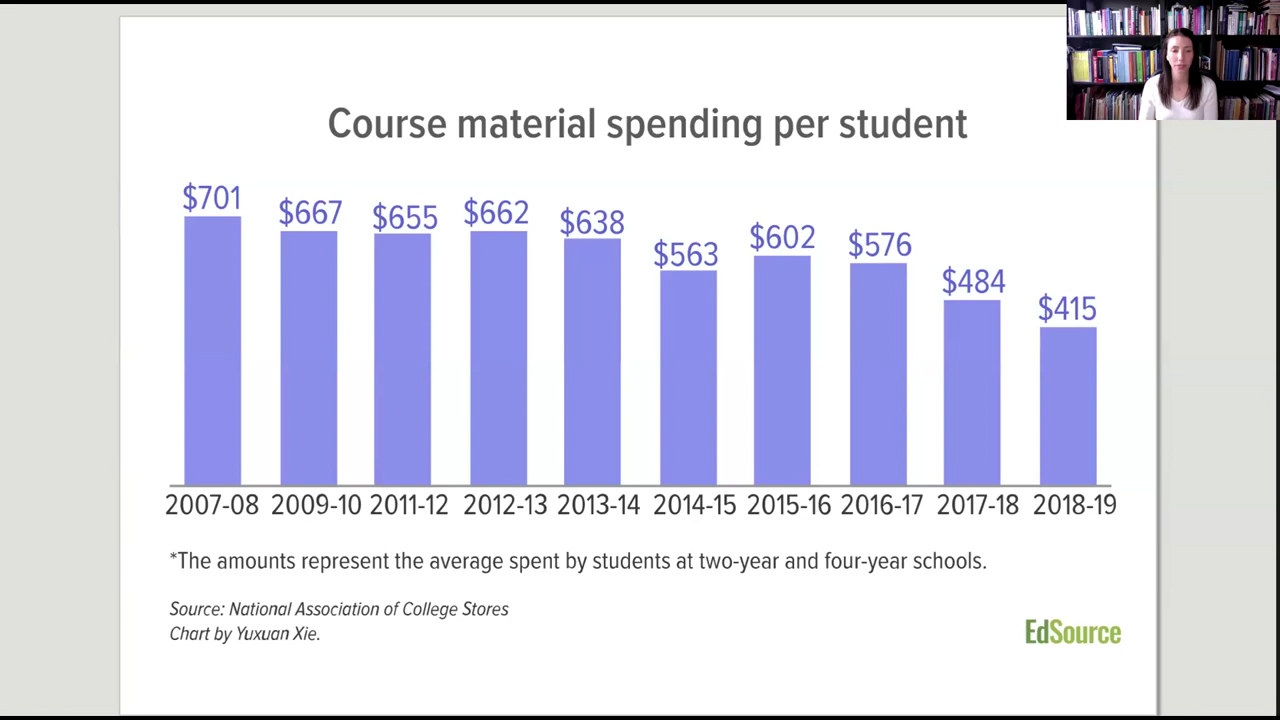 Course material spending per student
$701 $667 $655 $662 $638 $563 $602 $576 $484 $415
2007-08 2009-10 2011-12 2012-13 2013-14 2014-15 2015-16 2016-17 2017-18 2018-19
*The amounts represent the average spent by students at two-year and four-year schools.
Source: National Association of College Stores
Chart by Yuxuan Xie.
EdSource